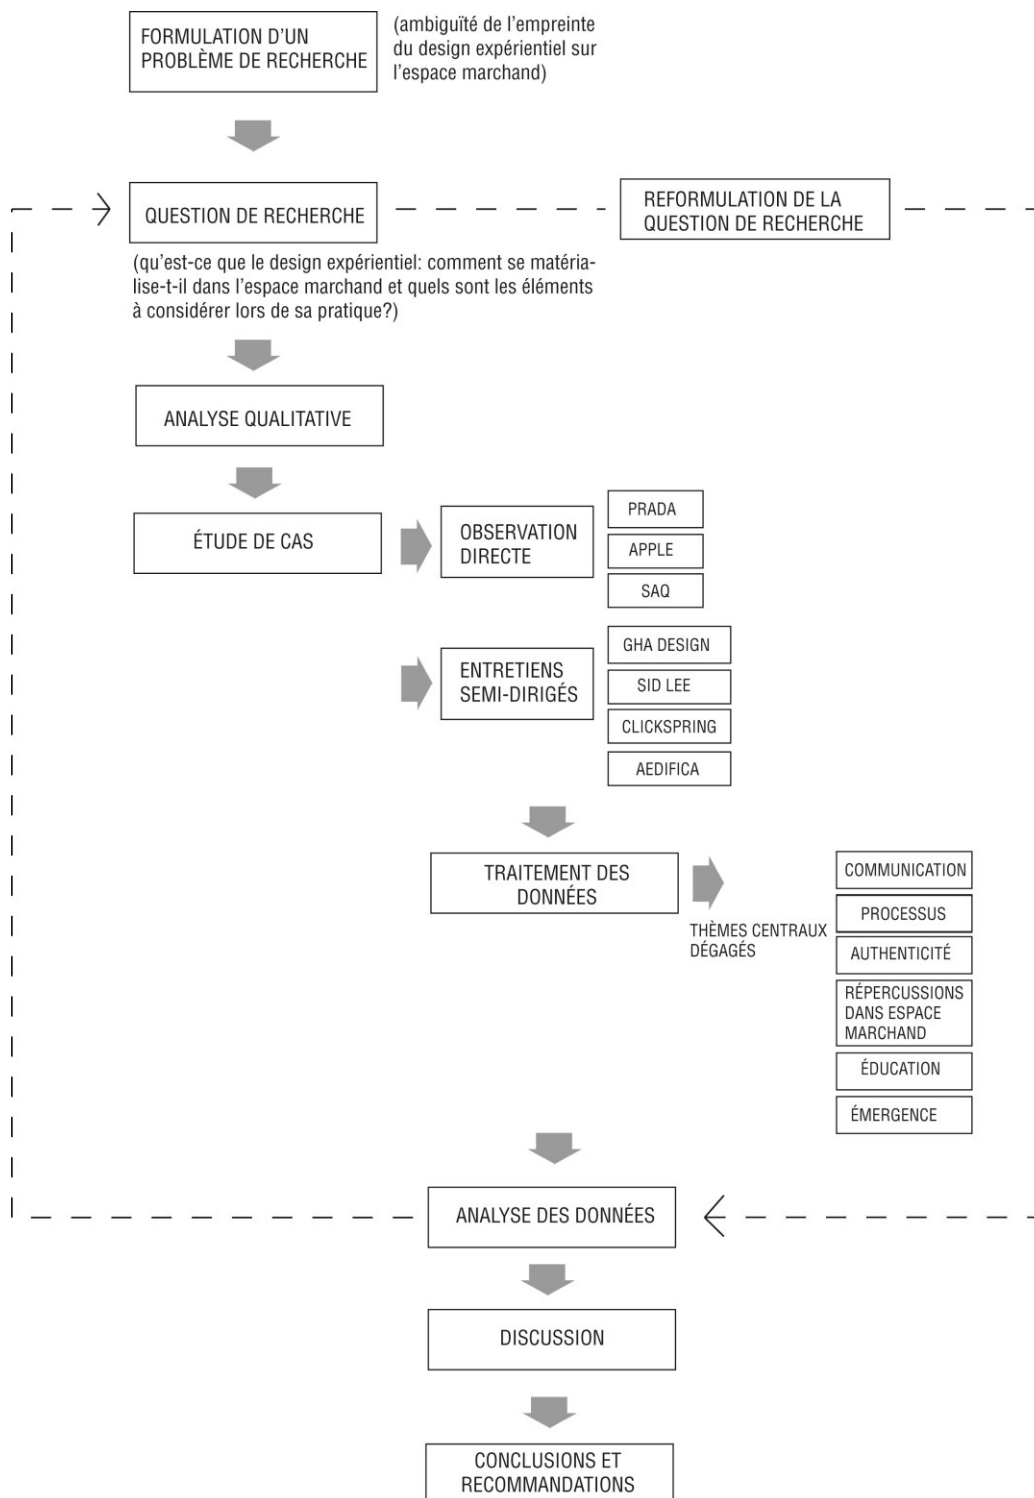 FORMULATION D'UN
PROBLÈME DE RECHERCHE
(ambiguïté de l'empreinte
du design expérientiel sur
l'espace marchand)
QUESTION DE RECHERCHE
REFORMULATION DE LA
QUESTION DE RECHERCHE
(qu'est-ce que le design expérientiel: comment se matéria-
lise-t-il dans l'espace marchand et quels sont les éléments
à considérer lors de sa pratique?)
ANALYSE QUALITATIVE
ÉTUDE DE CAS
OBSERVATION
DIRECTE
PRADA
APPLE
SAQ
ENTRETIENS
SEMI-DIRIGÉS
GHA DESIGN
SID LEE
CLICKSPRING
AEDIFICA
TRAITEMENT DES
DONNÉES
THÈMES CENTRAUX
DÉGAGÉS
COMMUNICATION
PROCESSUS
AUTHENTICITÉ
RÉPERCUSSIONS
DANS ESPACE
MARCHAND
ÉDUCATION
ÉMERGENCE
ANALYSE DES DONNÉES
DISCUSSION
CONCLUSIONS ET
RECOMMANDATIONS